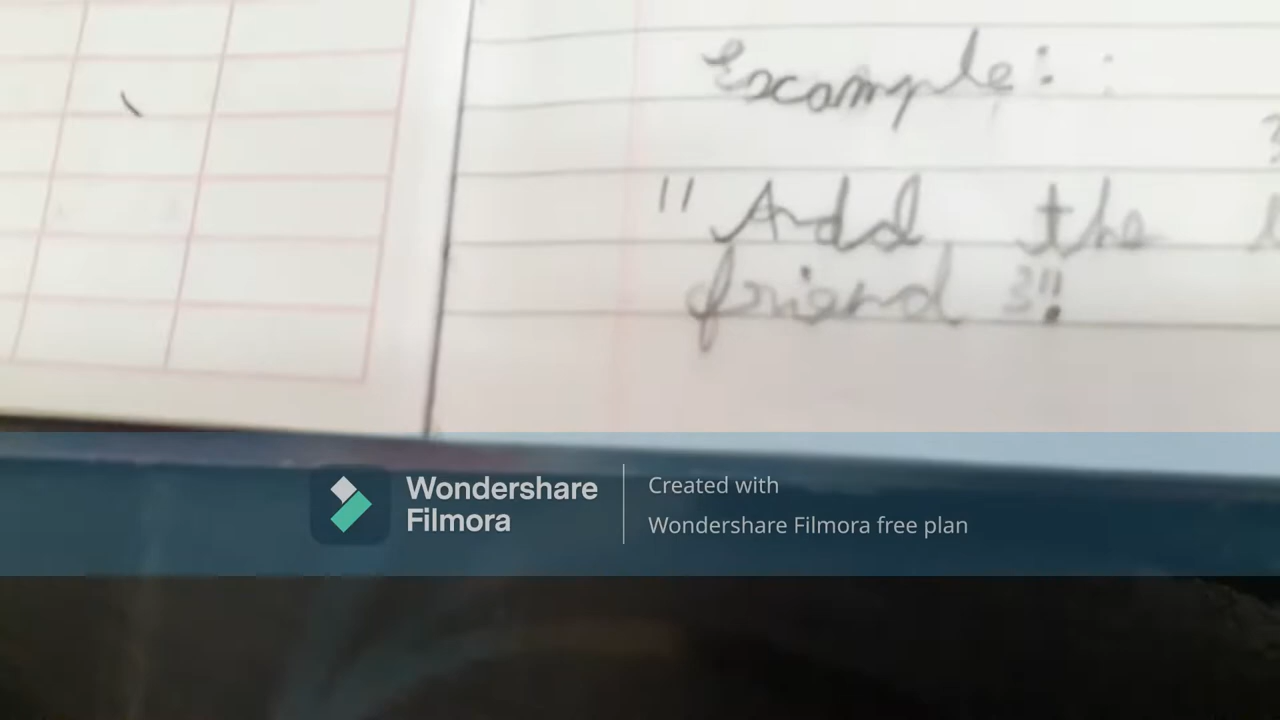 Example:
"Add the
friend 3"
Wondershare
Filmora
Created with
Wondershare Filmora free plan